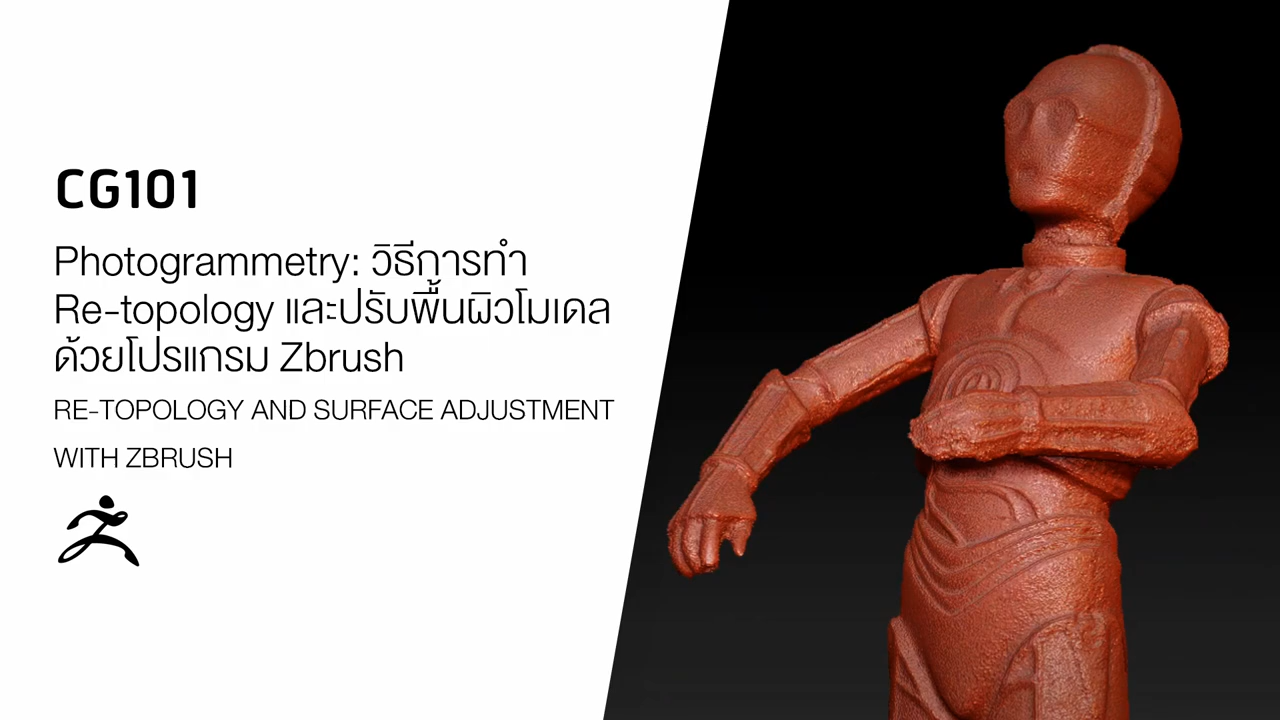 CG101
Photogrammetry: วิธีการทำ
Re-topology และปรับพื้นผิวโมเดล
ด้วยโปรแกรม Zbrush
RE-TOPOLOGY AND SURFACE ADJUSTMENT
WITH ZBRUSH